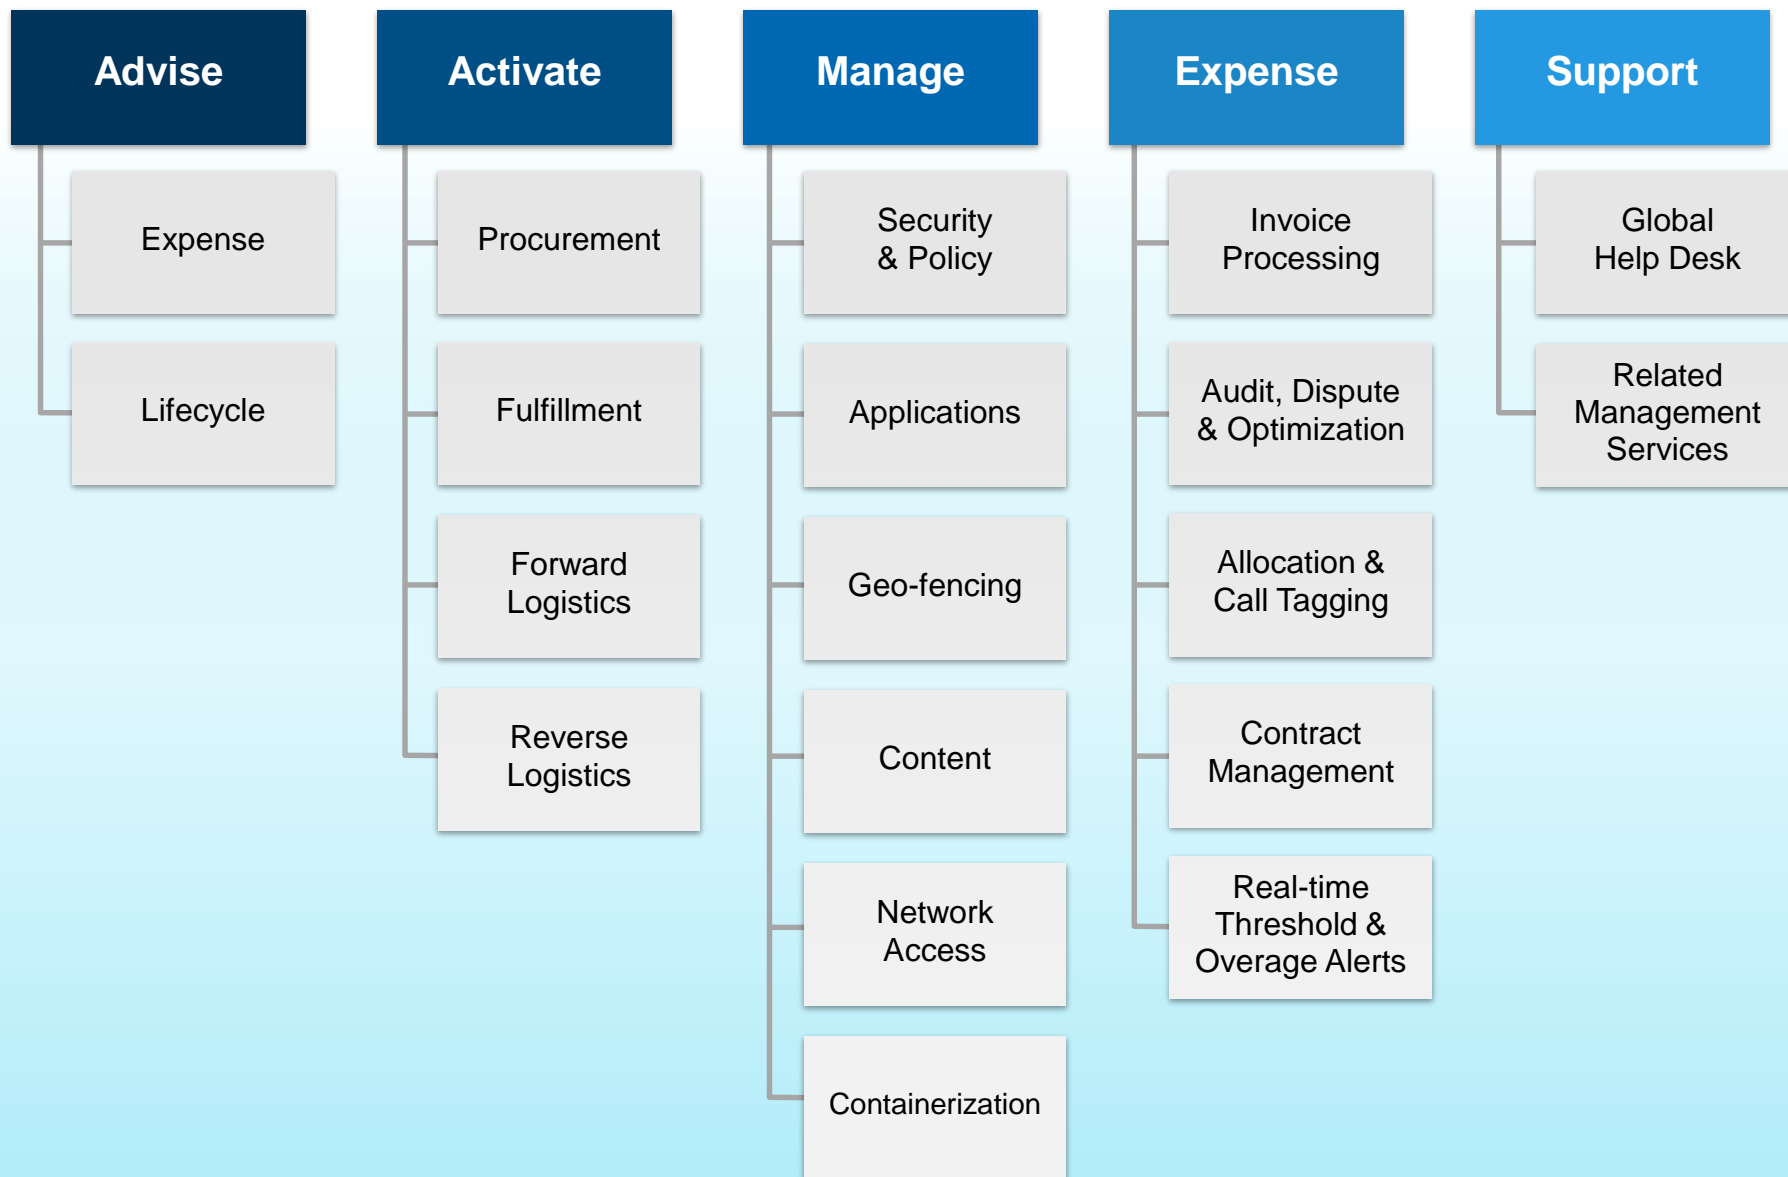 Advise
Expense
Lifecycle
Activate
Procurement
Fulfillment
Forward
Logistics
Reverse
Logistics
Manage
Security
& Policy
Applications
Geo-fencing
Content
Network
Access
Containerization
Expense
Invoice
Processing
Audit, Dispute
& Optimization
Allocation &
Call Tagging
Contract
Management
Real-time
Threshold &
Overage Alerts
Support
Global
Help Desk
Related
Management
Services